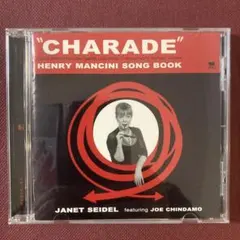 "CHARADE"
HENRY MANCINI SONG BOOK
JANET SEIDEL featuring JOE CHINDAMO